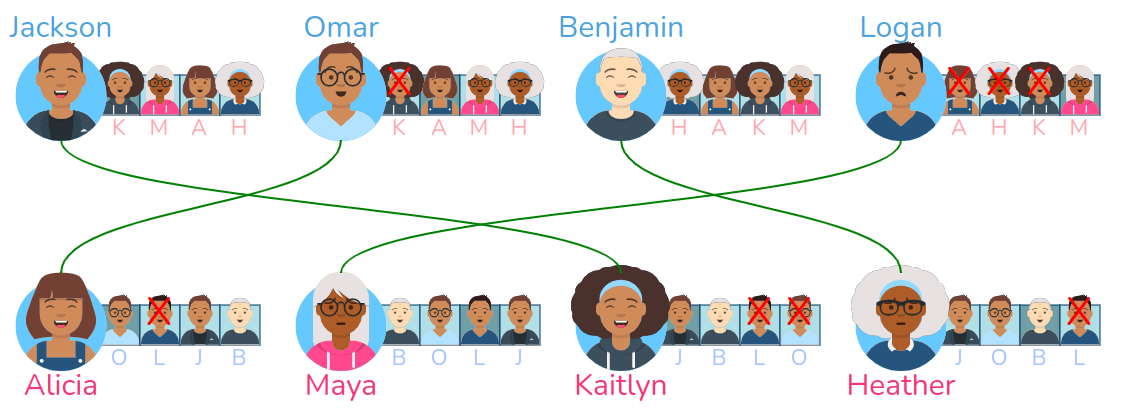 Jackson Omar Benjamin Logan
K M A H K A M H H A K M A H K M
O L J B B O L J J B L O J O B L
Alicia Maya Kaitlyn Heather